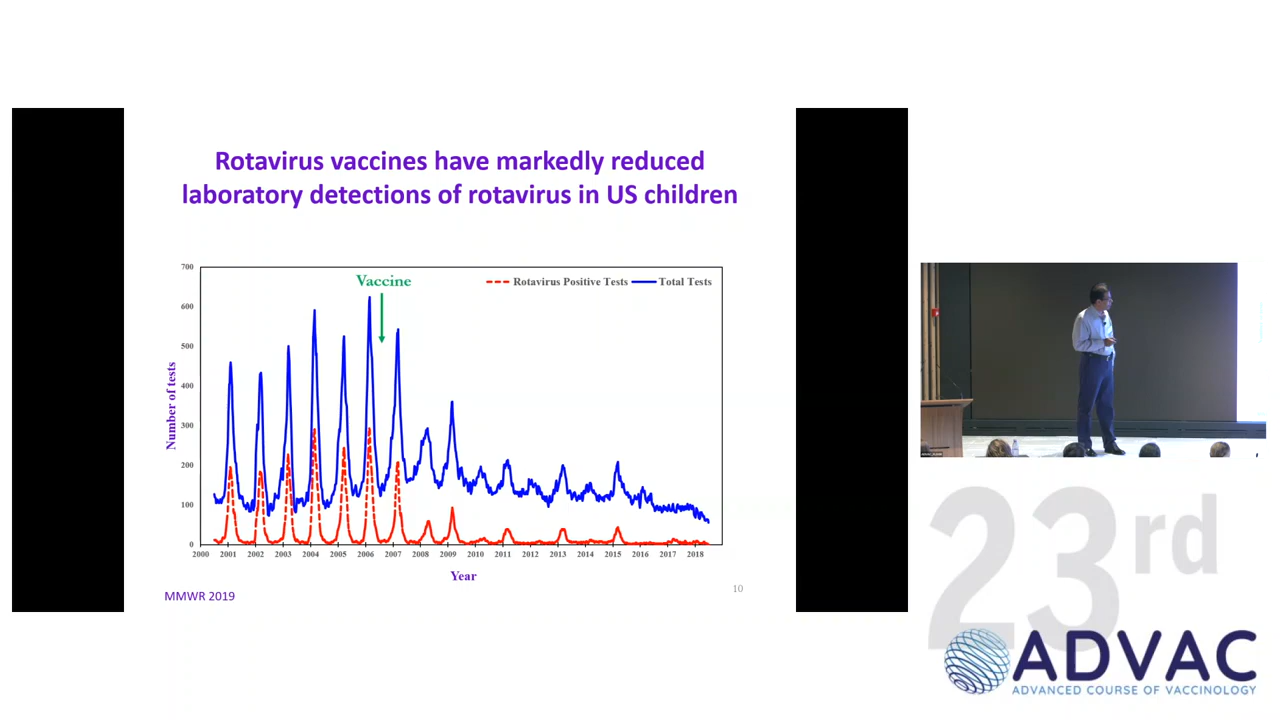 Rotavirus vaccines have markedly reduced
laboratory detections of rotavirus in US children
700
600
500
400
300
200
100
0
Number of tests
Vaccine
Rotavirus Positive Tests
Total Tests
2000 2001 2002 2003 2004 2005 2006 2007 2008 2009 2010 2011 2012 2013 2014 2015 2016 2017 2018
Year
MMWR 2019
10
23rd
ADVAC
ADVANCED COURSE OF VACCINOLOGY